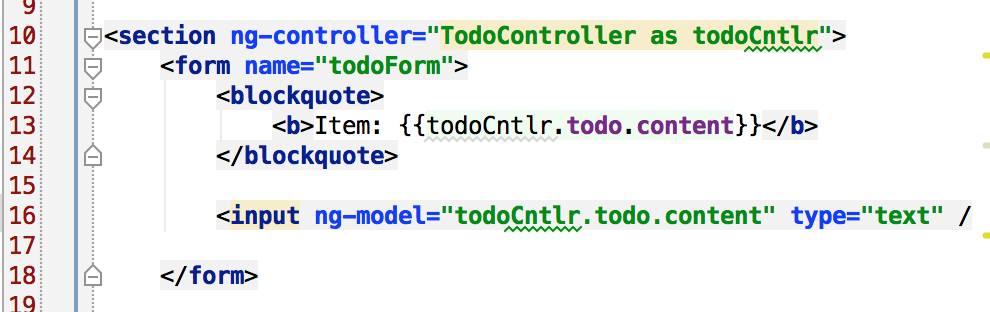 9
10 <section ng-controller="TodoController as todoCntlr">
11 <form name="todoForm">
12 <blockquote>
13 <b>Item: {{todoCntlr.todo.content}}</b>
14 </blockquote>
15
16 <input ng-model="todoCntlr.todo.content" type="text" /
17
18 </form>
19